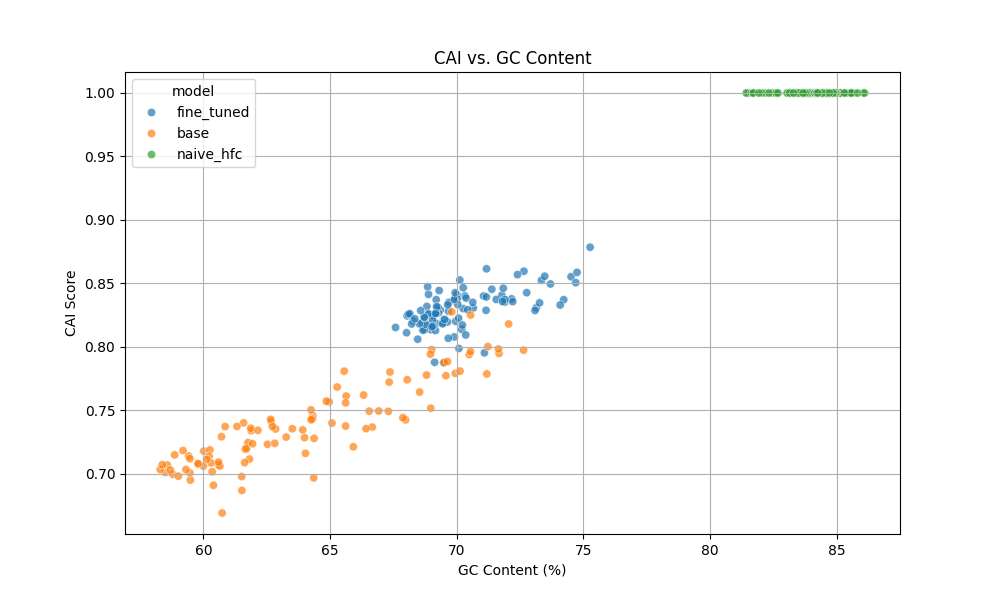 CAI vs. GC Content
model
fine_tuned
base
naive_hfc
CAI Score
1.00
0.95
0.90
0.85
0.80
0.75
0.70
60 65 70 75 80 85
GC Content (%)